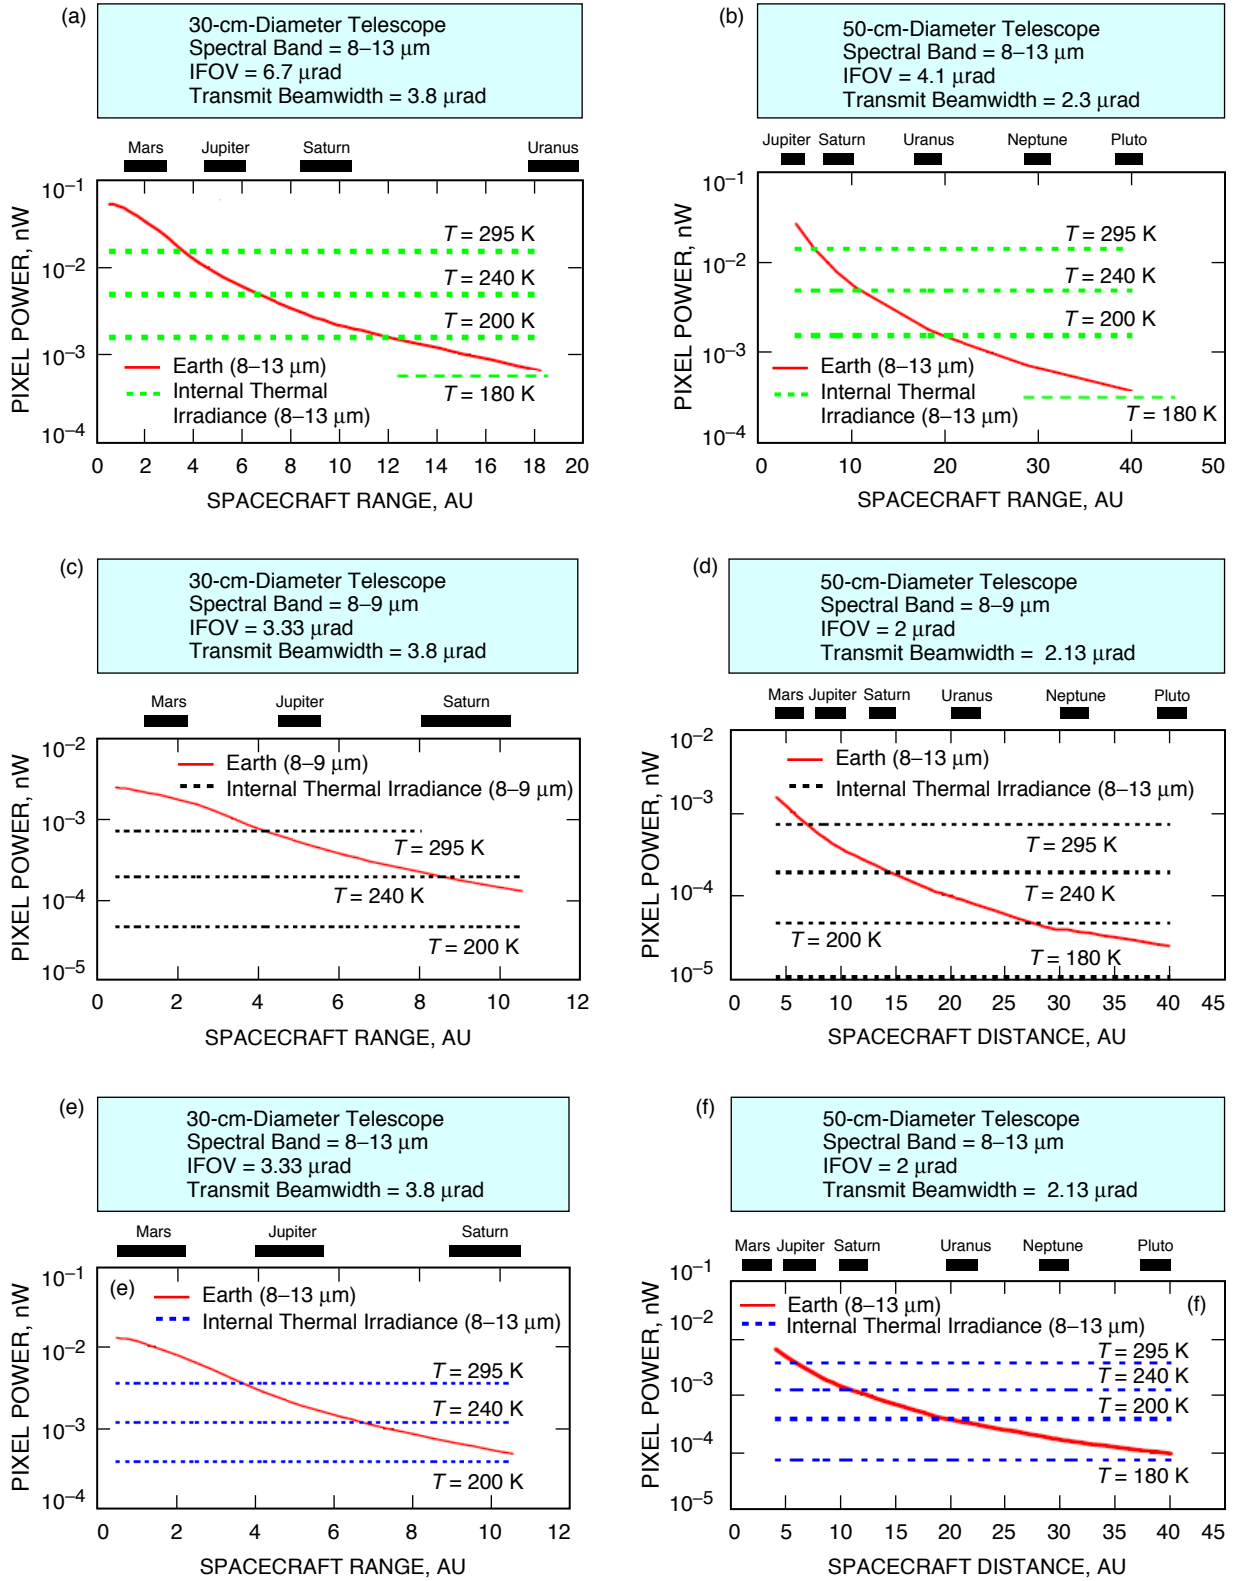 (a)
30-cm-Diameter Telescope
Spectral Band = 8–13 μm
IFOV = 6.7 μrad
Transmit Beamwidth = 3.8 μrad
Mars Jupiter Saturn Uranus
10–1
10–2
10–3
10–4
PIXEL POWER, nW
T = 295 K
T = 240 K
T = 200 K
T = 180 K
Earth (8–13 μm)
Internal Thermal
Irradiance (8–13 μm)
0 2 4 6 8 10 12 14 16 18 20
SPACECRAFT RANGE, AU
(b)
50-cm-Diameter Telescope
Spectral Band = 8–13 μm
IFOV = 4.1 μrad
Transmit Beamwidth = 2.3 μrad
Jupiter Saturn Uranus Neptune Pluto
10–1
10–2
10–3
10–4
PIXEL POWER, nW
T = 295 K
T = 240 K
T = 200 K
T = 180 K
Earth (8–13 μm)
Internal Thermal
Irradiance (8–13 μm)
0 10 20 30 40 50
SPACECRAFT RANGE, AU
(c)
30-cm-Diameter Telescope
Spectral Band = 8–9 μm
IFOV = 3.33 μrad
Transmit Beamwidth = 3.8 μrad
Mars Jupiter Saturn
10–2
10–3
10–4
10–5
PIXEL POWER, nW
Earth (8–9 μm)
Internal Thermal Irradiance (8–9 μm)
T = 295 K
T = 240 K
T = 200 K
0 2 4 6 8 10 12
SPACECRAFT RANGE, AU
(d)
50-cm-Diameter Telescope
Spectral Band = 8–9 μm
IFOV = 2 μrad
Transmit Beamwidth = 2.13 μrad
Mars Jupiter Saturn Uranus Neptune Pluto
10–2
10–3
10–4
10–5
PIXEL POWER, nW
Earth (8–13 μm)
Internal Thermal Irradiance (8–13 μm)
T = 295 K
T = 240 K
T = 200 K
T = 180 K
0 5 10 15 20 25 30 35 40 45
SPACECRAFT DISTANCE, AU
(e)
30-cm-Diameter Telescope
Spectral Band = 8–13 μm
IFOV = 3.33 μrad
Transmit Beamwidth = 3.8 μrad
Mars Jupiter Saturn
10–1
10–2
10–3
10–4
PIXEL POWER, nW
(e)
Earth (8–13 μm)
Internal Thermal Irradiance (8–13 μm)
T = 295 K
T = 240 K
T = 200 K
0 2 4 6 8 10 12
SPACECRAFT RANGE, AU
(f)
50-cm-Diameter Telescope
Spectral Band = 8–13 μm
IFOV = 2 μrad
Transmit Beamwidth = 2.13 μrad
Mars Jupiter Saturn Uranus Neptune Pluto
10–1
10–2
10–3
10–4
10–5
PIXEL POWER, nW
Earth (8–13 μm)
(f)
Internal Thermal Irradiance (8–13 μm)
T = 295 K
T = 240 K
T = 200 K
T = 180 K
0 5 10 15 20 25 30 35 40 45
SPACECRAFT DISTANCE, AU